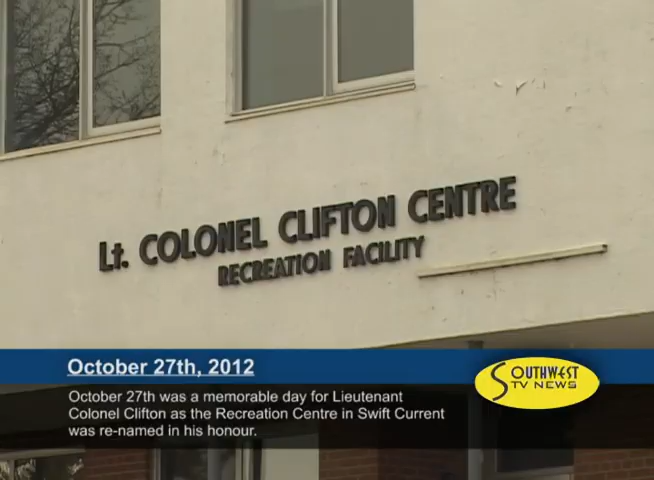 Lt. COLONEL CLIFTON CENTRE
RECREATION FACILITY
October 27th, 2012
SOUTHWEST
TV NEWS
October 27th was a memorable day for Lieutenant
Colonel Clifton as the Recreation Centre in Swift Current
was re-named in his honour.